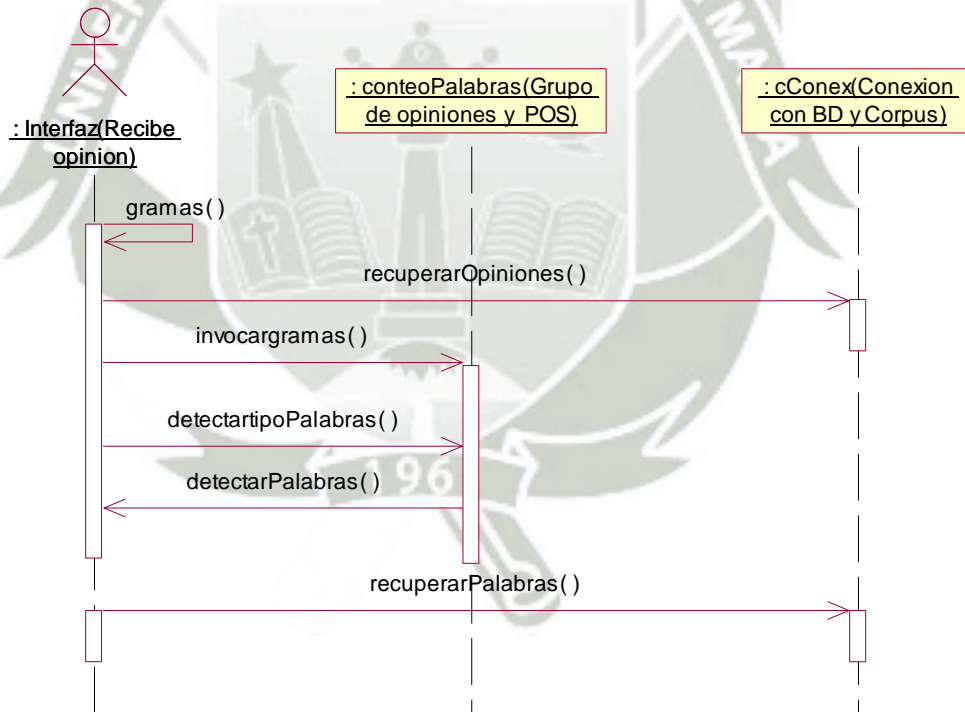 : conteoPalabras(Grupo
de opiniones y POS)
: cConex(Conexion
con BD y Corpus)
: Interfaz(Recibe
opinion)
gramas( )
recuperarOpiniones( )
invocargramas( )
detectartipoPalabras( )
detectarPalabras( )
196
recuperarPalabras( )